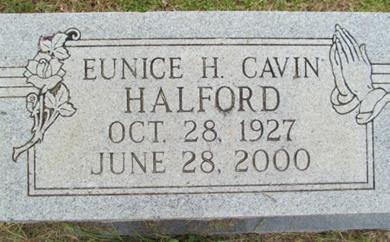 EUNICE H. CAVIN
HALFORD
OCT. 28, 1927
JUNE 28, 2000